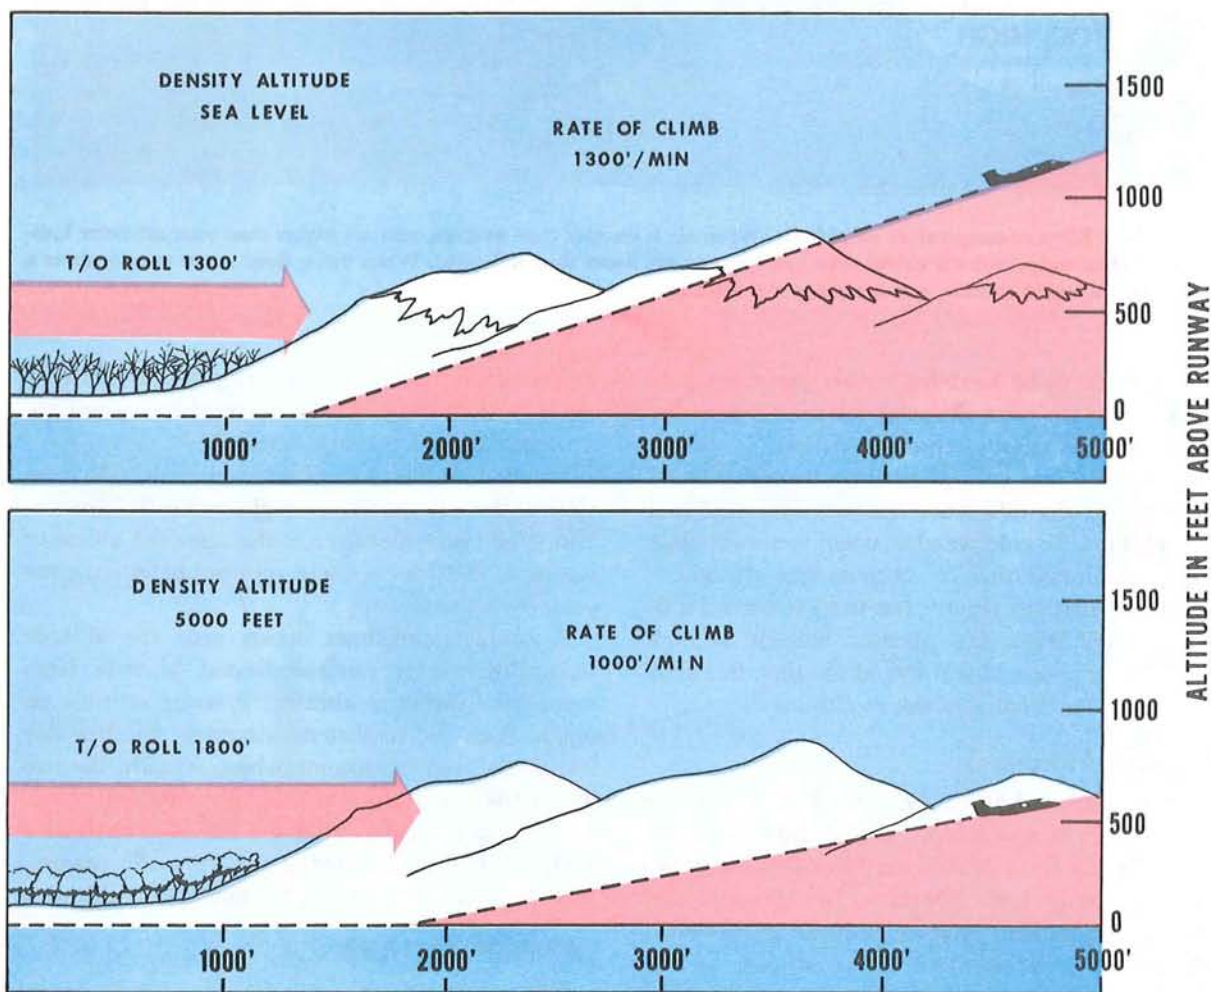 DENSITY ALTITUDE
SEA LEVEL
RATE OF CLIMB
1300'/MIN
T/O ROLL 1300'
1500
1000
500
0
1000'
2000'
3000'
4000'
5000'
DENSITY ALTITUDE
5000 FEET
RATE OF CLIMB
1000'/MIN
T/O ROLL 1800'
1500
1000
500
0
1000'
2000'
3000'
4000'
5000'
ALTITUDE IN FEET ABOVE RUNWAY